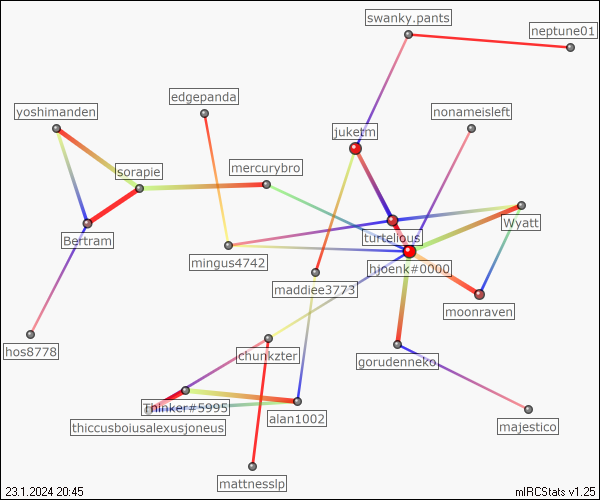 swanky.pants
neptune01
edgepanda
yoshimanden
nonameisleft
juketm
sorapie
mercurybro
Wyatt
turtelious
Bertram
mingus4742
hjoenk#0000
maddiee3773
moonraven
hos8778
chunkzter
gorudenneko
Thinker#5995
thiccusboiusalexusjoneus
alan1002
majestico
mattnesslp
23.1.2024 20:45
mIRCStats v1.25